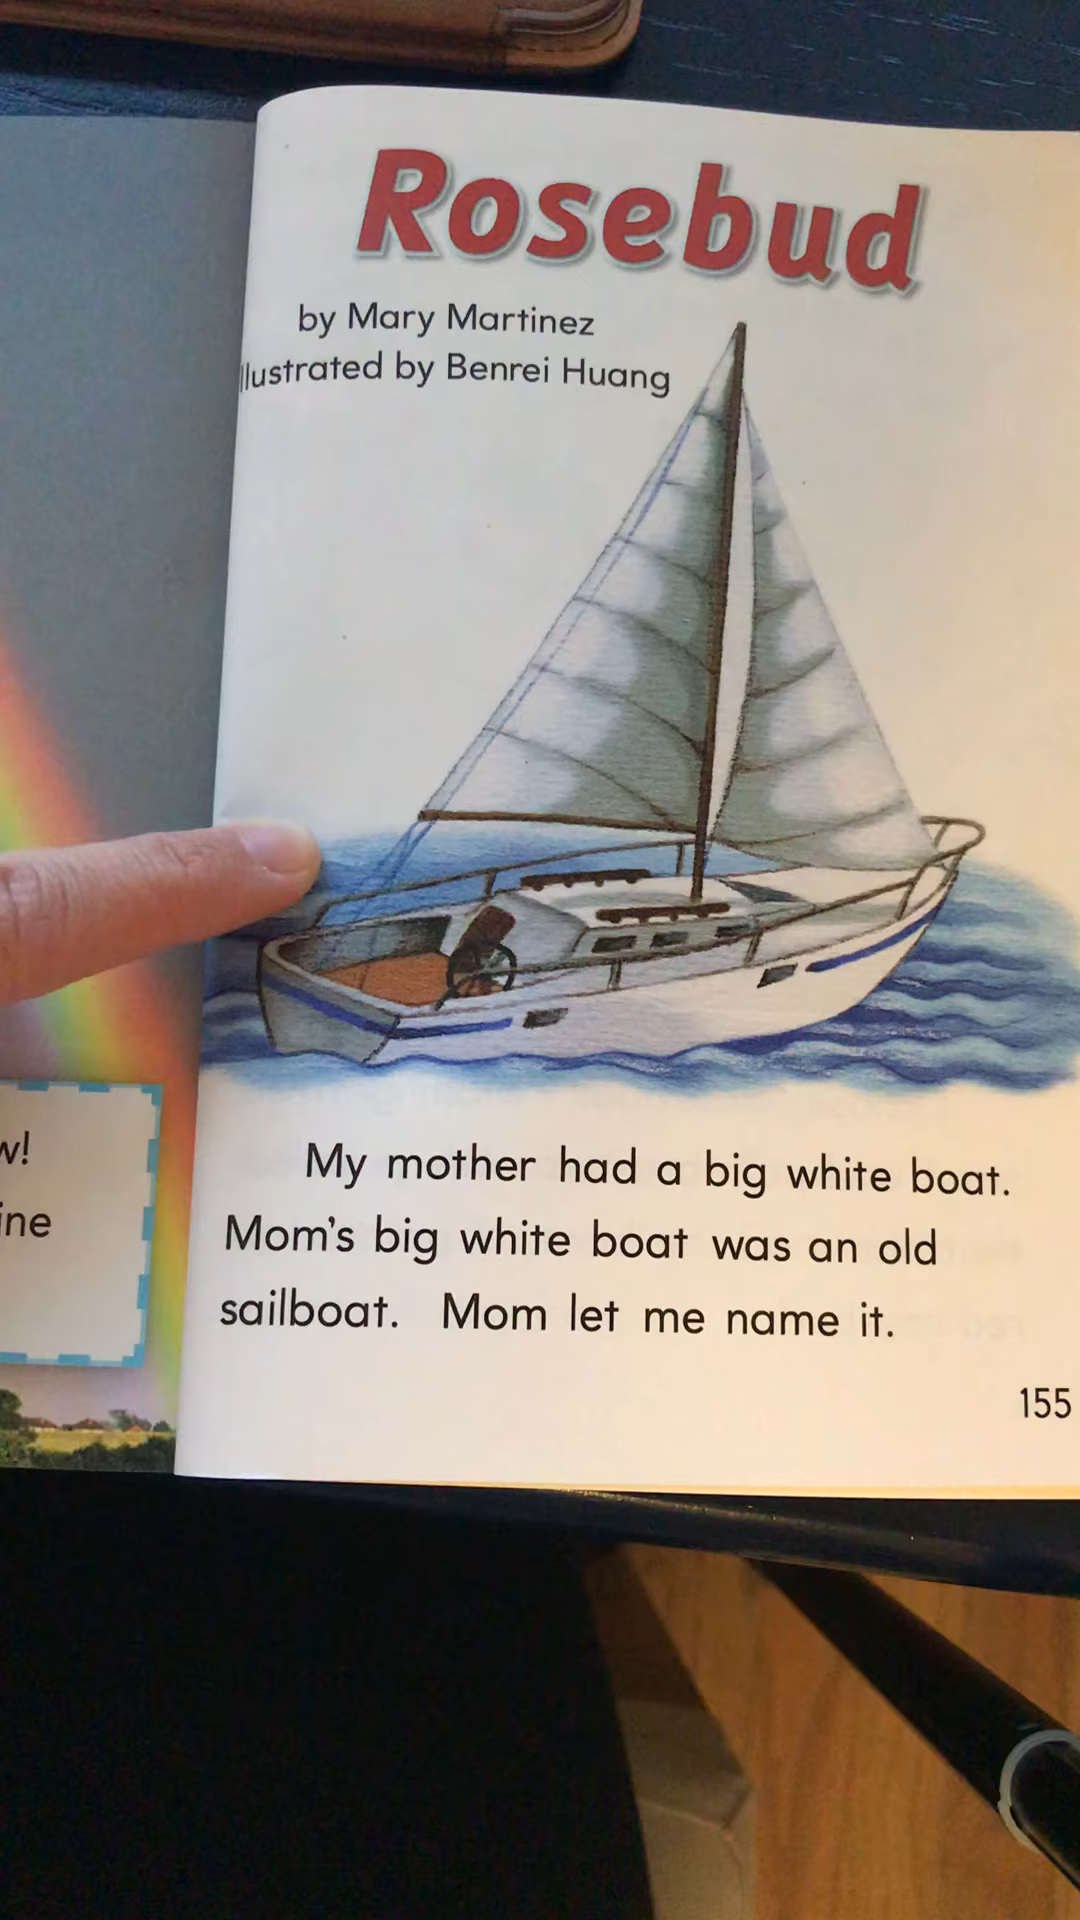 Rosebud
by Mary Martinez
llustrated by Benrei Huang
My mother had a big white boat.
Mom's big white boat was an old
sailboat. Mom let me name it.
155
w!
ine